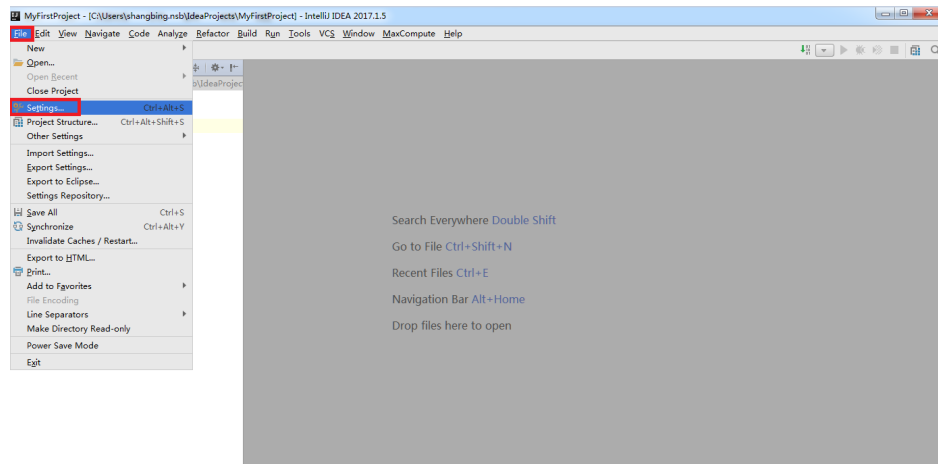 MyFirstProject - [C:\Users\shangbing.nsb\IdeaProjects\MyFirstProject] - IntelliJ IDEA 2017.1.5
File Edit View Navigate Code Analyze Refactor Build Run Tools VCS Window MaxCompute Help
New
Open...
Open Recent
b\IdeaProjec
Close Project
Settings... Ctrl+Alt+S
Project Structure... Ctrl+Alt+Shift+S
Other Settings
Import Settings...
Export Settings...
Export to Eclipse...
Settings Repository...
Save All Ctrl+S
Synchronize Ctrl+Alt+Y
Invalidate Caches / Restart...
Export to HTML...
Print...
Add to Favorites
File Encoding
Line Separators
Make Directory Read-only
Power Save Mode
Exit
Search Everywhere Double Shift
Go to File Ctrl+Shift+N
Recent Files Ctrl+E
Navigation Bar Alt+Home
Drop files here to open